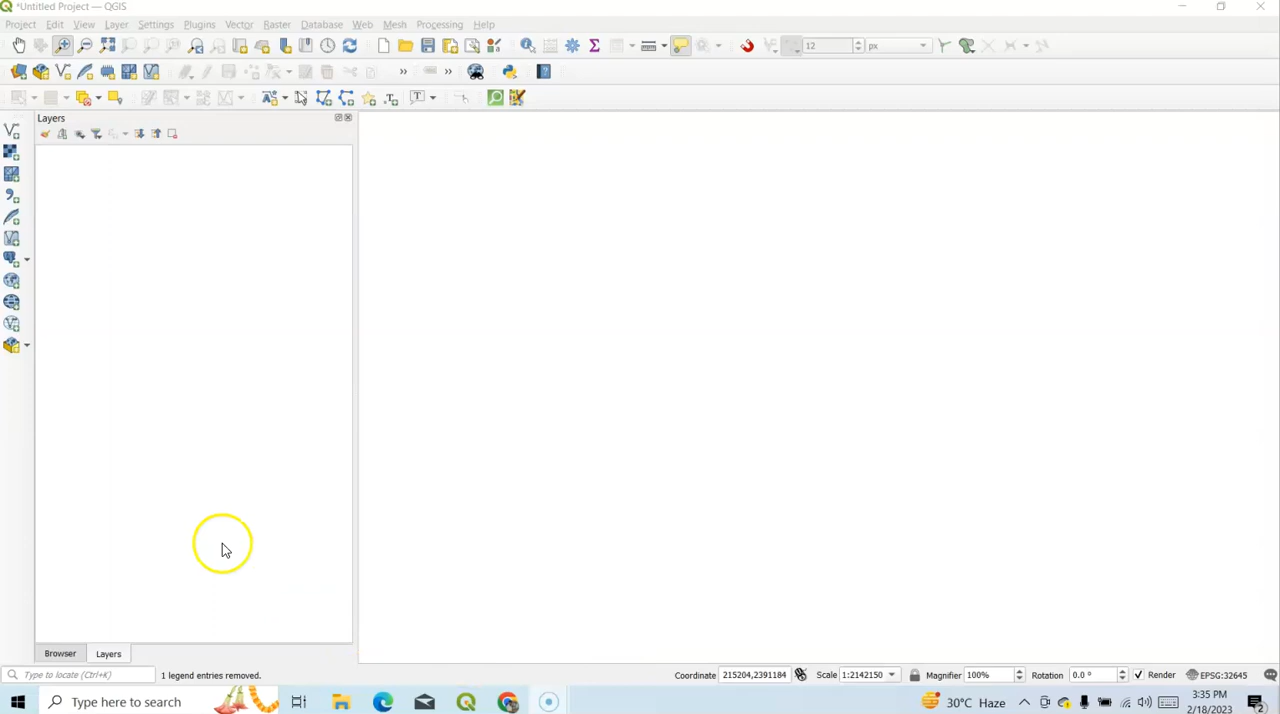 *Untitled Project — QGIS
Project Edit View Layer Settings Plugins Vector Raster Database Web Mesh Processing Help
12 px
Layers
Browser Layers
Type to locate (Ctrl+K) 1 legend entries removed. Coordinate 215204,2391184 Scale 1:2142150 Magnifier 100% Rotation 0.0 ° Render EPSG:32645
Type here to search 30°C Haze 3:35 PM
2/18/2023 2